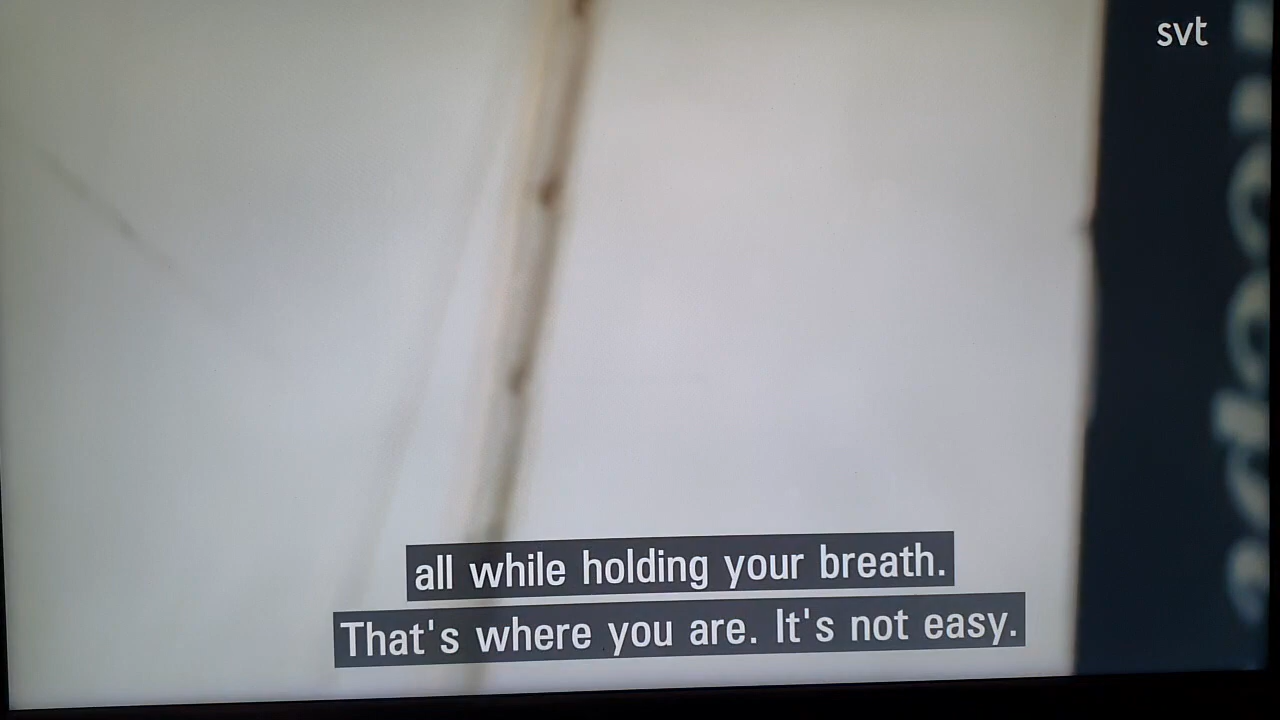 svt
all while holding your breath.
That's where you are. It's not easy.